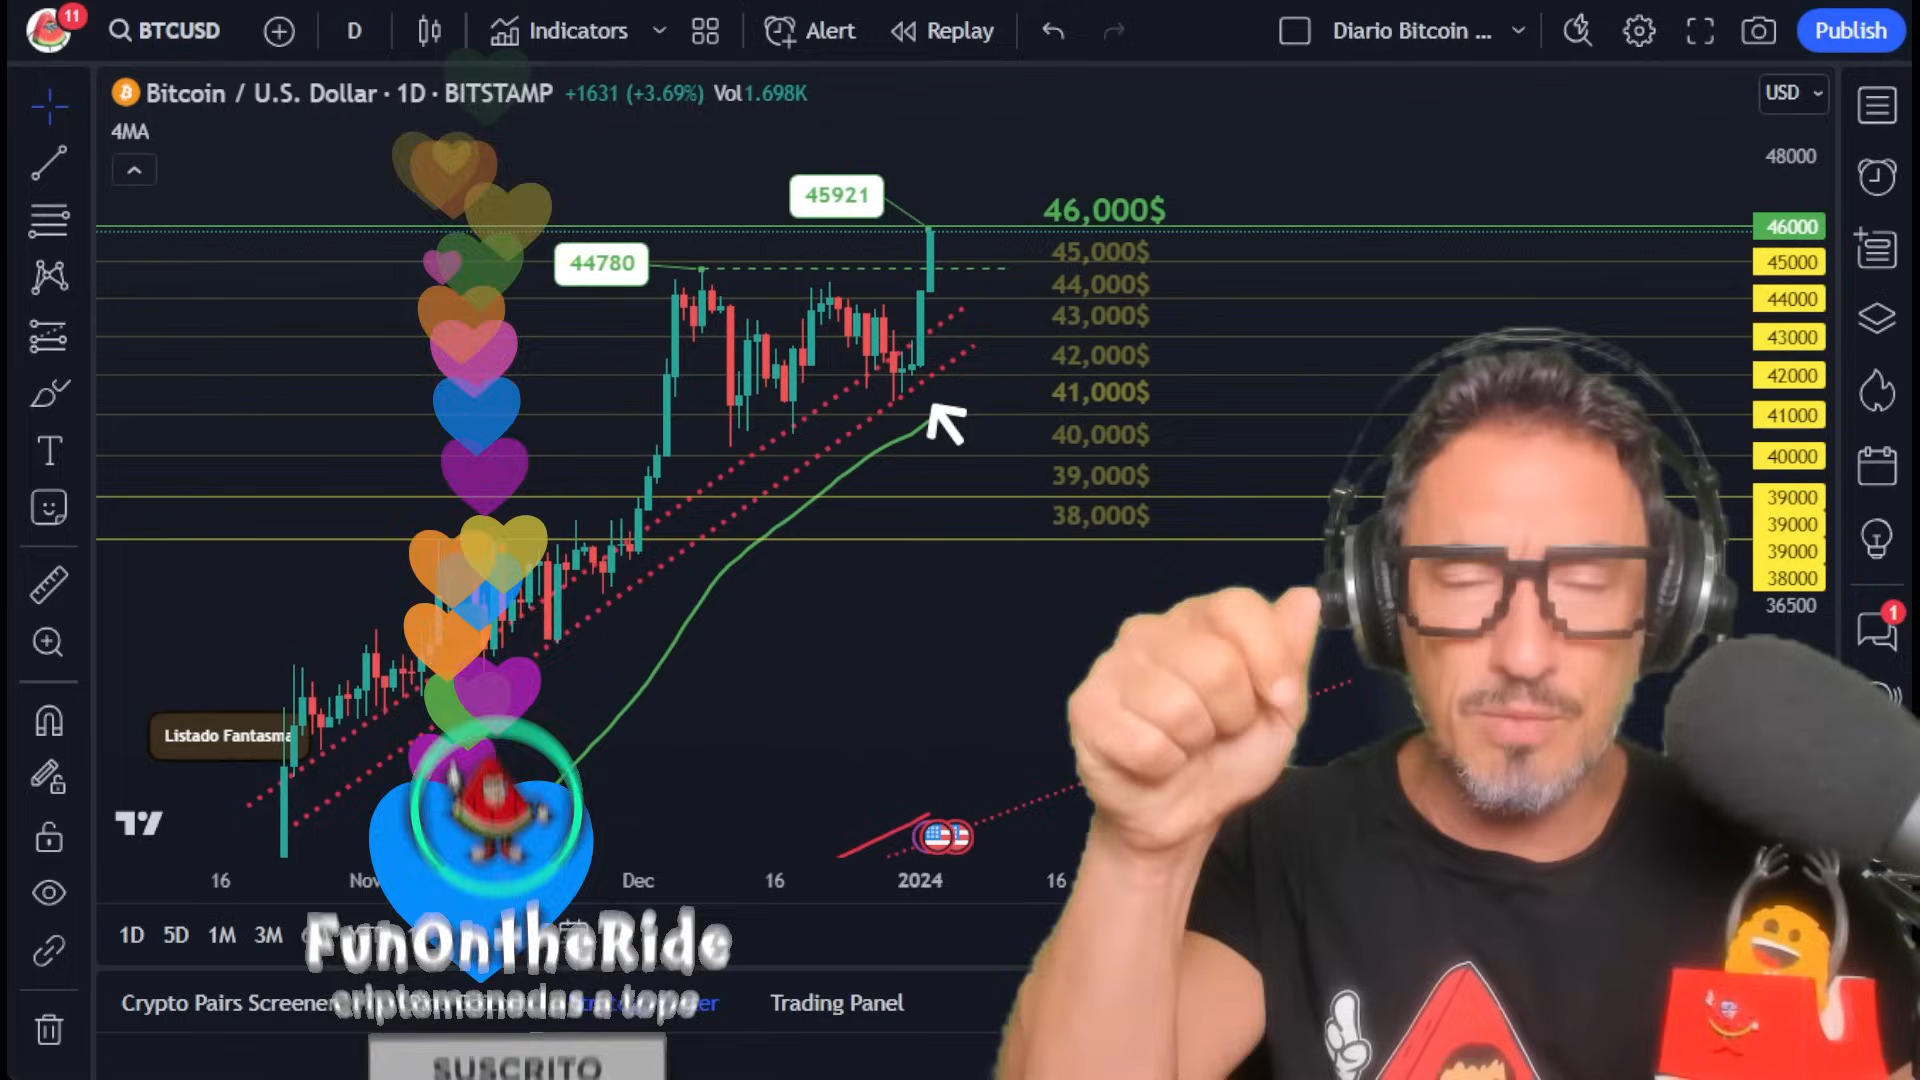 11
BTCUSD
D
Indicators
Alert
Replay
Diario Bitcoin ...
Publish
Bitcoin / U.S. Dollar · 1D · BITSTAMP +1631 (+3.69%) Vol1.698K
USD
4MA
48000
45921
46,000$
46000
45,000$
45000
44780
44,000$
44000
43,000$
43000
42,000$
42000
41,000$
41000
40,000$
40000
39,000$
39000
38,000$
39000
39000
38000
36500
1
Listado Fantasma
16
Nov
Dec
16
2024
16
1D
5D
1M
3M
FunOntheRide
criptomonedas a tope
Crypto Pairs Screener
Trading Panel
SUSCRITO